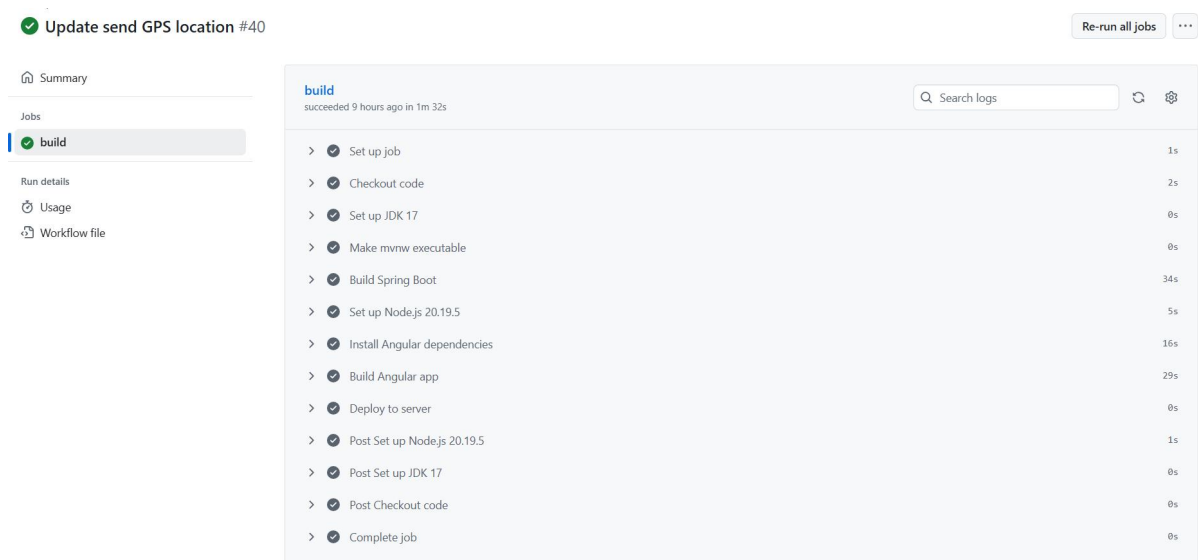 Update send GPS location #40
Re-run all jobs
Summary
Jobs
build
Run details
Usage
Workflow file
build
succeeded 9 hours ago in 1m 32s
Search logs
Set up job 1s
Checkout code 2s
Set up JDK 17 0s
Make mvnw executable 0s
Build Spring Boot 34s
Set up Node.js 20.19.5 5s
Install Angular dependencies 16s
Build Angular app 29s
Deploy to server 0s
Post Set up Node.js 20.19.5 1s
Post Set up JDK 17 0s
Post Checkout code 0s
Complete job 0s